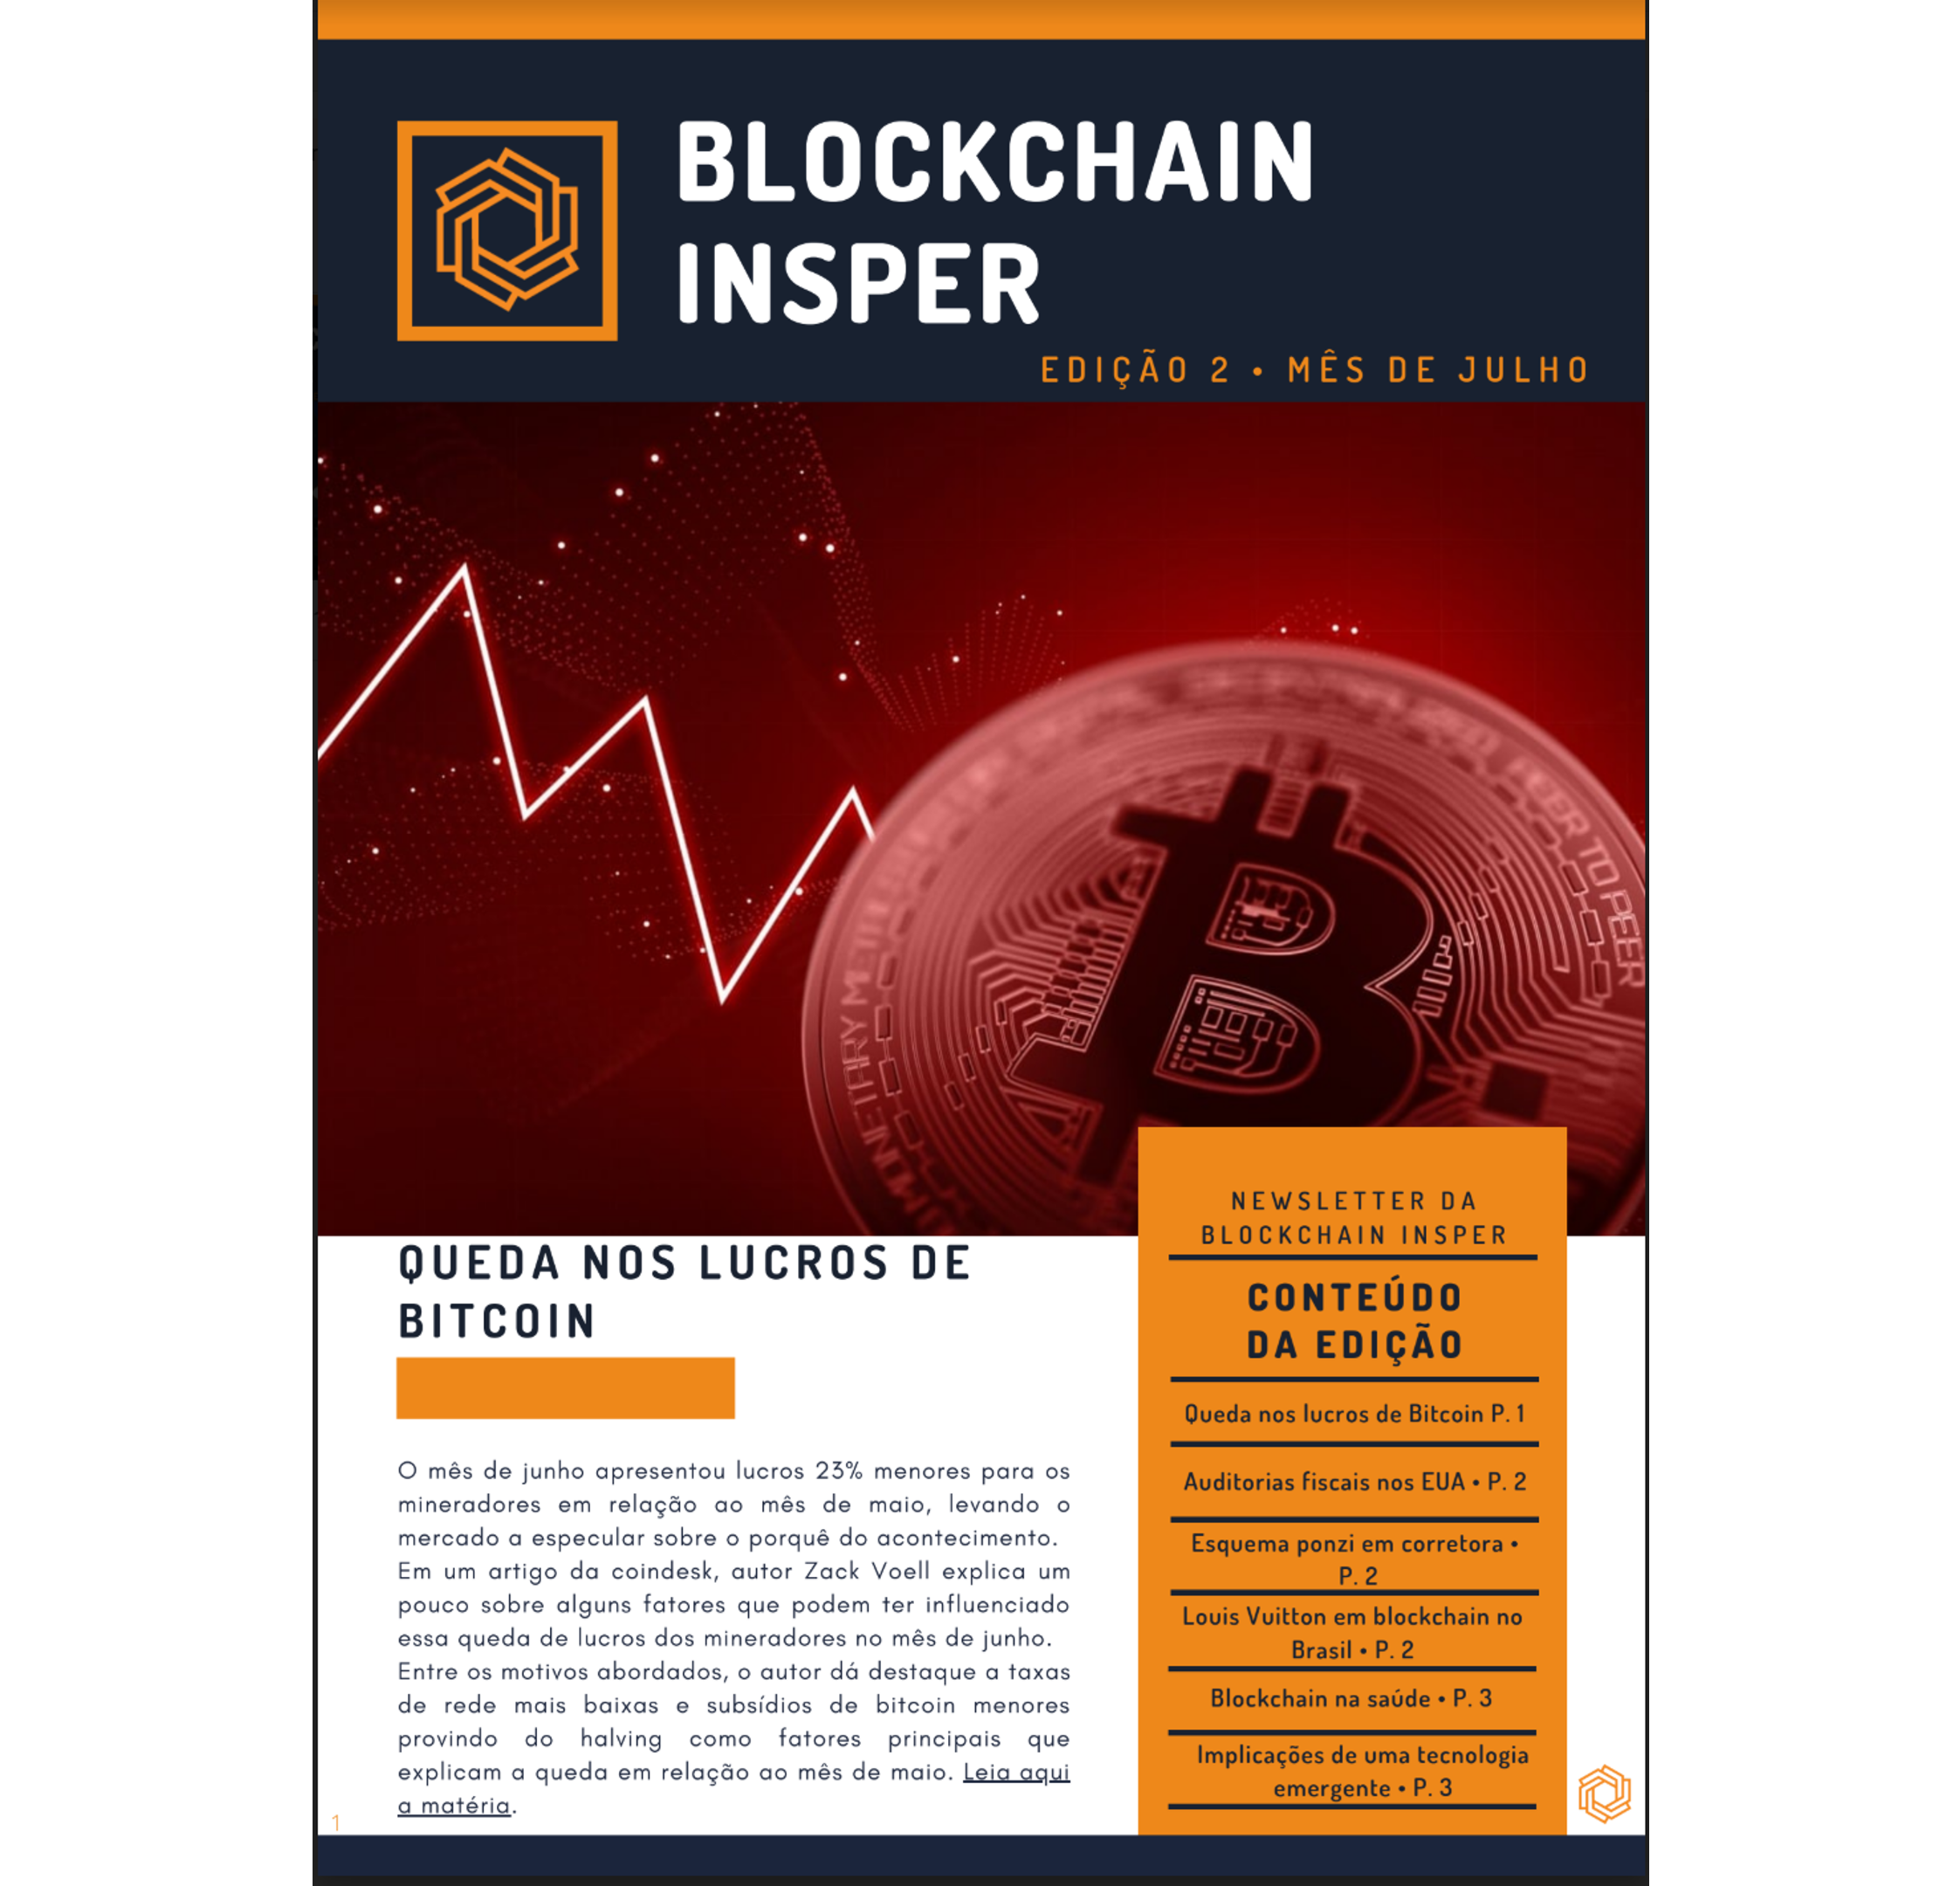 BLOCKCHAIN
INSPER
EDIÇÃO 2 • MÊS DE JULHO
PEER TO PEER
MONETARY
QUEDA NOS LUCROS DE
BITCOIN
O mês de junho apresentou lucros 23% menores para os
mineradores em relação ao mês de maio, levando o
mercado a especular sobre o porquê do acontecimento.
Em um artigo da coindesk, autor Zack Voell explica um
pouco sobre alguns fatores que podem ter influenciado
essa queda de lucros dos mineradores no mês de junho.
Entre os motivos abordados, o autor dá destaque a taxas
de rede mais baixas e subsídios de bitcoin menores
provindo do halving como fatores principais que
explicam a queda em relação ao mês de maio. Leia aqui
a matéria.
1
NEWSLETTER DA
BLOCKCHAIN INSPER
CONTEÚDO
DA EDIÇÃO
Queda nos lucros de Bitcoin P. 1
Auditorias fiscais nos EUA • P. 2
Esquema ponzi em corretora •
P. 2
Louis Vuitton em blockchain no
Brasil • P. 2
Blockchain na saúde • P. 3
Implicações de uma tecnologia
emergente • P. 3